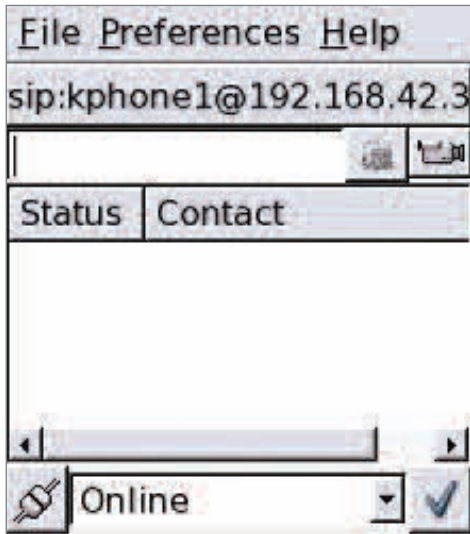 File Preferences Help
sip:kphone1@192.168.42.3
Status Contact
Online